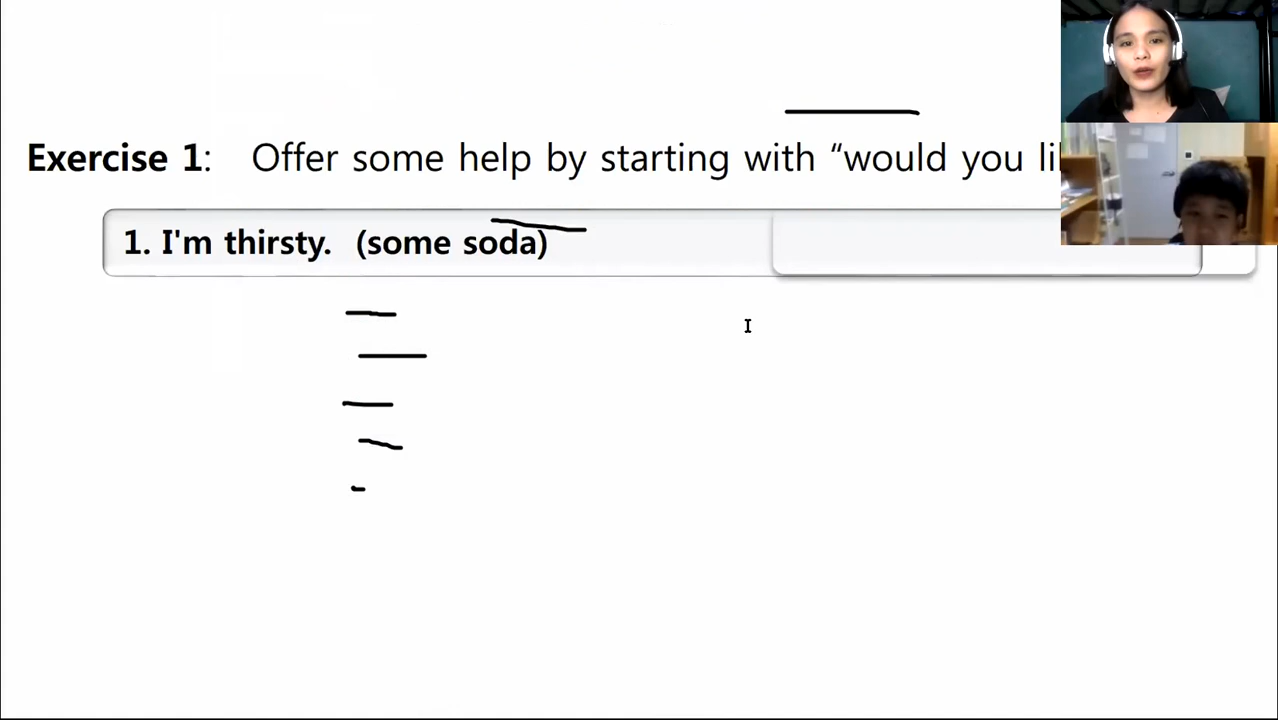 Exercise 1: Offer some help by starting with “would you li
1. I'm thirsty. (some soda)